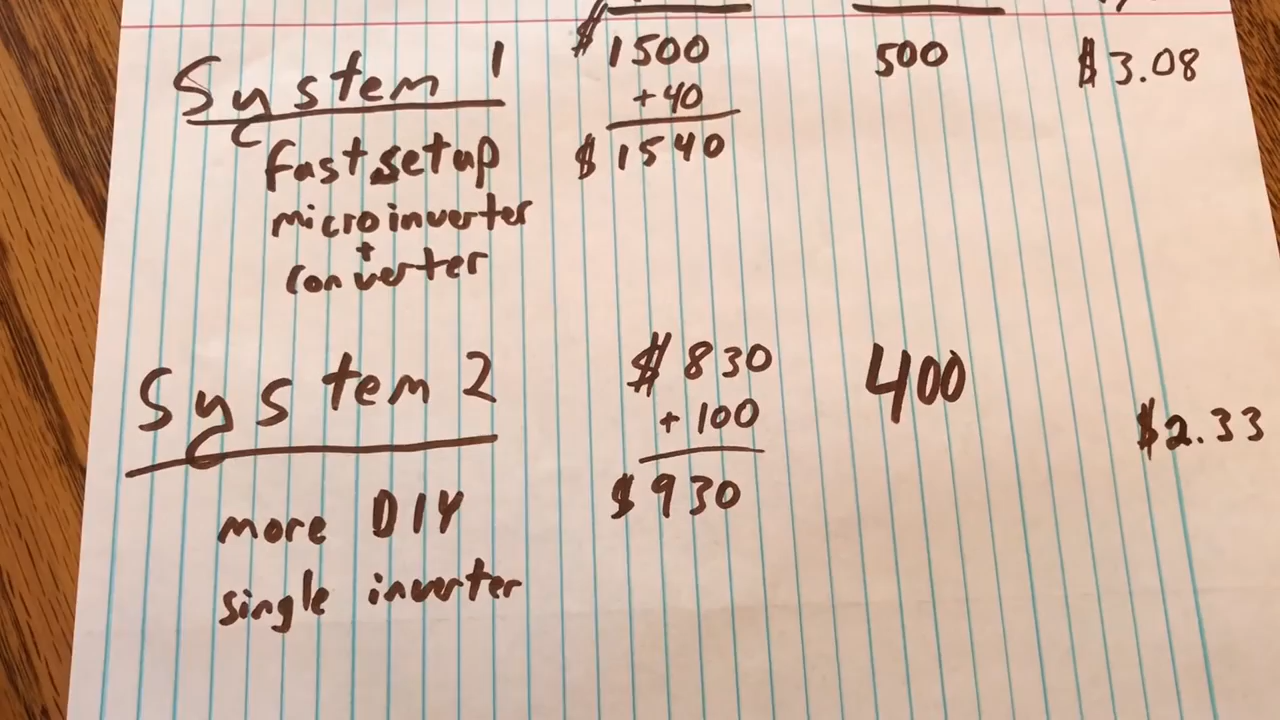 System 1 $1500 500 $3.08
+40
$1540
fast setup
microinverter
+
converter
System 2 $830 400 $2.33
+100
$930
more DIY
single inverter